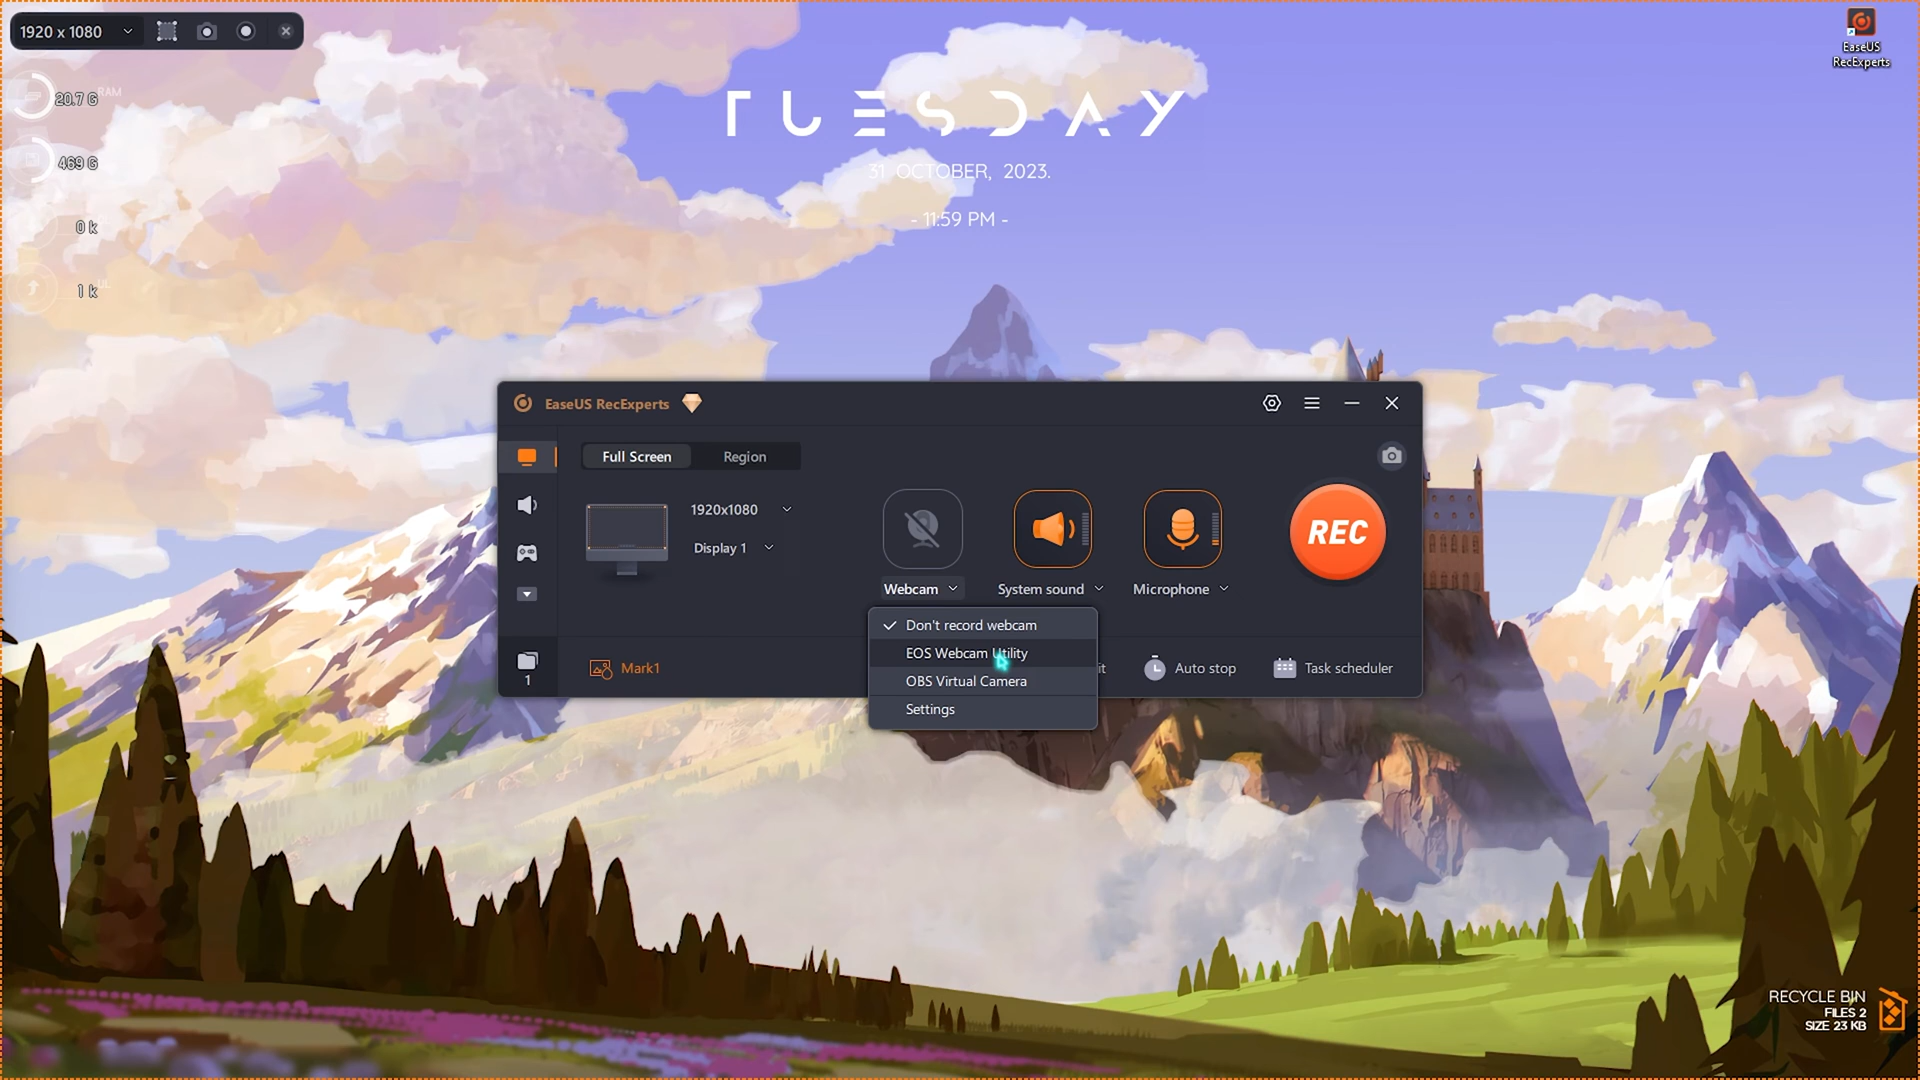 1920 x 1080
EaseUS
RecExperts
RAM
20.7 G
469 G
0 k
1 k
TUESDAY
31 OCTOBER, 2023.
- 11:59 PM -
EaseUS RecExperts
Full Screen
Region
1920x1080
Display 1
REC
Webcam
System sound
Microphone
Don't record webcam
EOS Webcam Utility
OBS Virtual Camera
Settings
1
Mark1
Auto stop
Task scheduler
RECYCLE BIN
FILES 2
SIZE 23 KB